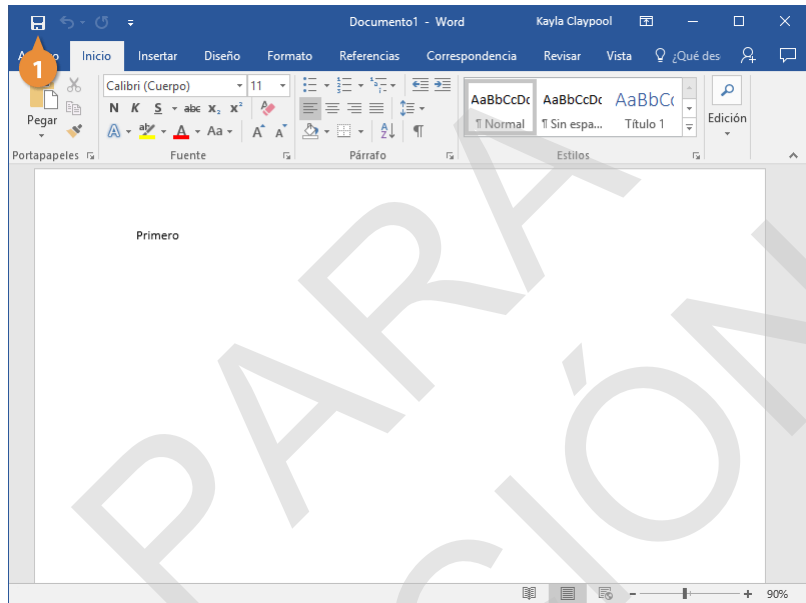 Documento1 - Word
Kayla Claypool
Inicio Insertar Diseño Formato Referencias Correspondencia Revisar Vista ¿Qué des
1
Calibri (Cuerpo) 11
N K S abc X₂ X²
A aby A Aa A A
AaBbCcDc AaBbCcDc AaBbC
Pegar
¶ Normal ¶ Sin espa... Título 1
Edición
Portapapeles Fuente Párrafo Estilos
Primero
PARA
CIÓN
90%